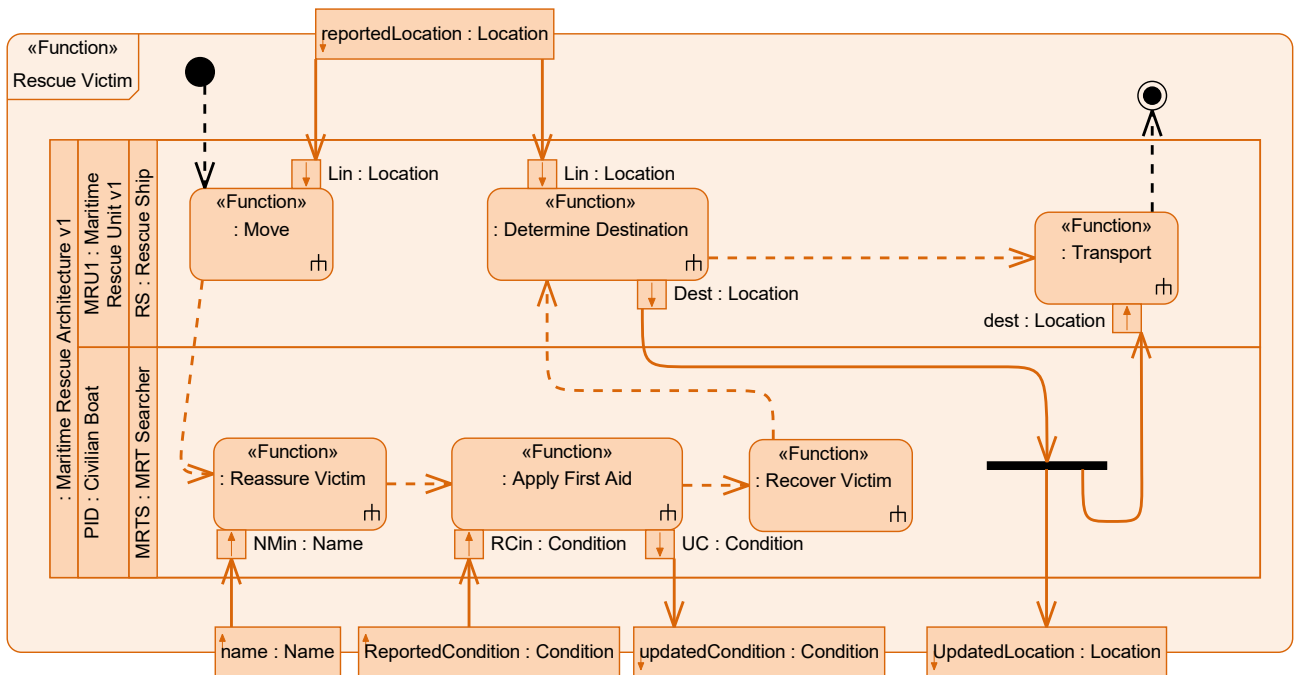 reportedLocation : Location
«Function»
Rescue Victim
: Maritime Rescue Architecture v1
MRU1 : Maritime
Rescue Unit v1
RS : Rescue Ship
Lin : Location
«Function»
: Move
Lin : Location
«Function»
: Determine Destination
Dest : Location
«Function»
: Transport
dest : Location
PID : Civilian Boat
MRTS : MRT Searcher
«Function»
: Reassure Victim
NMin : Name
«Function»
: Apply First Aid
RCin : Condition
UC : Condition
«Function»
: Recover Victim
name : Name
ReportedCondition : Condition
updatedCondition : Condition
UpdatedLocation : Location